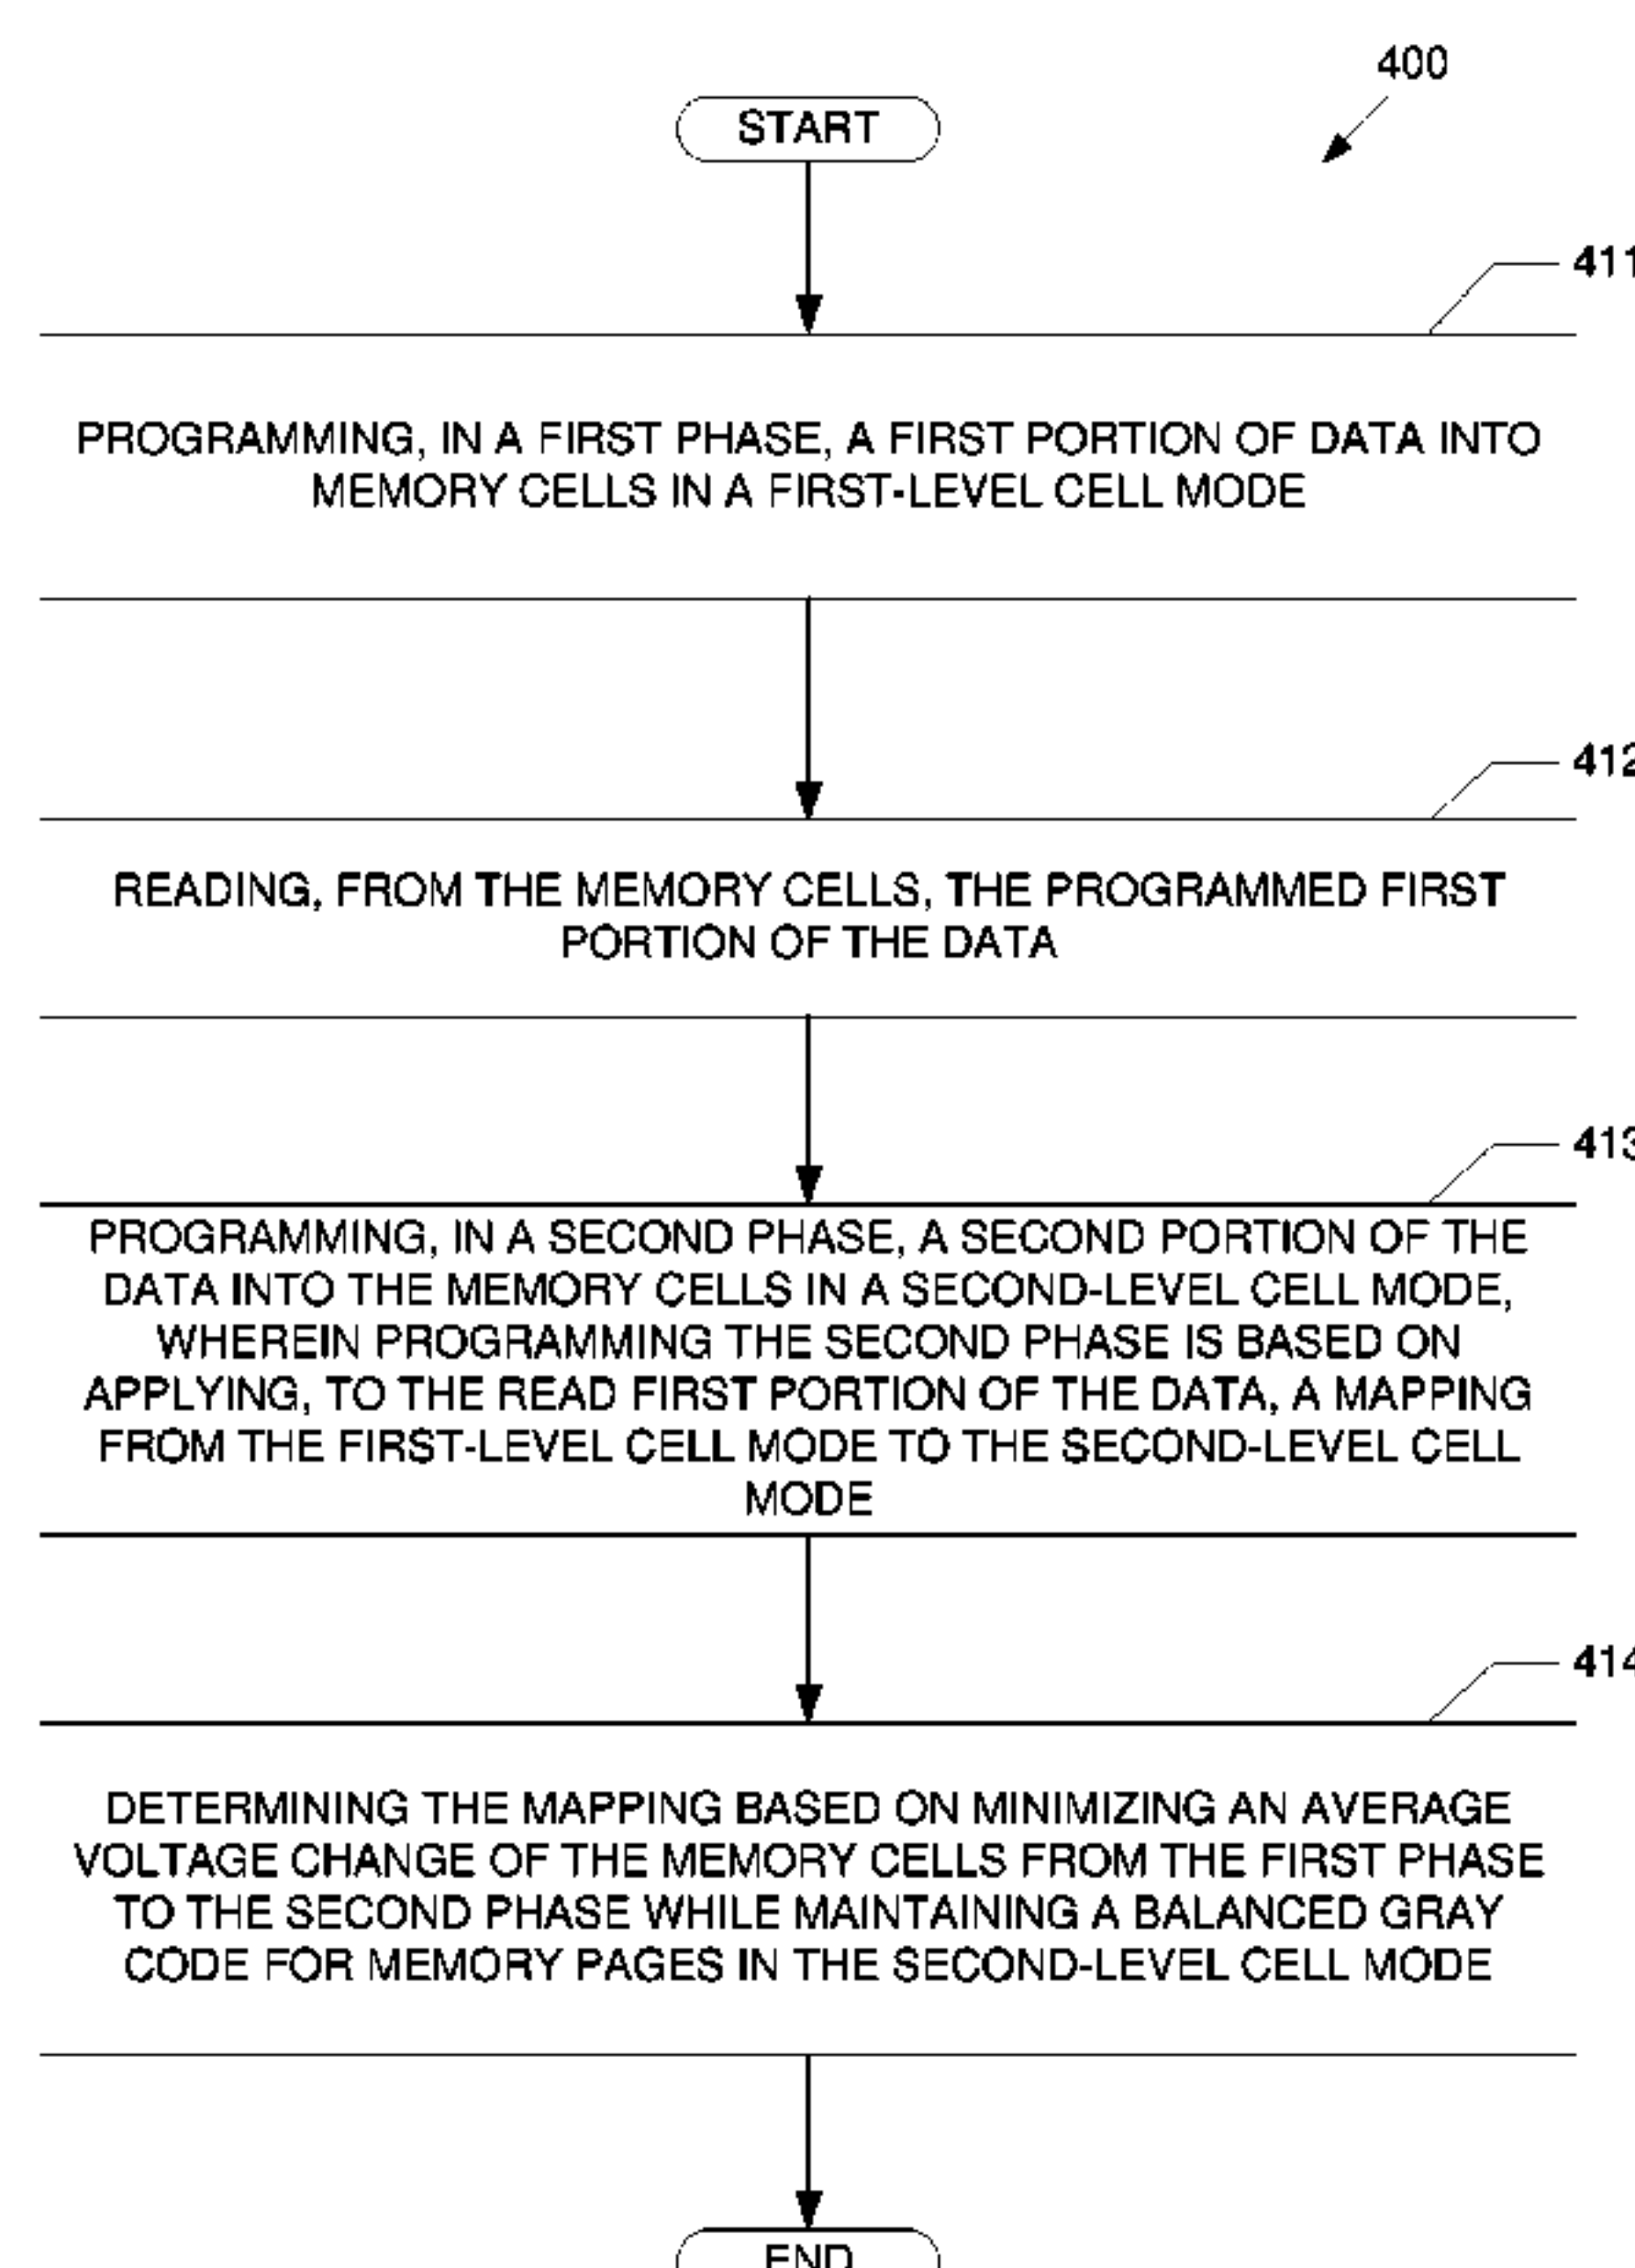 400
START
411
PROGRAMMING, IN A FIRST PHASE, A FIRST PORTION OF DATA INTO
MEMORY CELLS IN A FIRST-LEVEL CELL MODE
412
READING, FROM THE MEMORY CELLS, THE PROGRAMMED FIRST
PORTION OF THE DATA
413
PROGRAMMING, IN A SECOND PHASE, A SECOND PORTION OF THE
DATA INTO THE MEMORY CELLS IN A SECOND-LEVEL CELL MODE,
WHEREIN PROGRAMMING THE SECOND PHASE IS BASED ON
APPLYING, TO THE READ FIRST PORTION OF THE DATA, A MAPPING
FROM THE FIRST-LEVEL CELL MODE TO THE SECOND-LEVEL CELL
MODE
414
DETERMINING THE MAPPING BASED ON MINIMIZING AN AVERAGE
VOLTAGE CHANGE OF THE MEMORY CELLS FROM THE FIRST PHASE
TO THE SECOND PHASE WHILE MAINTAINING A BALANCED GRAY
CODE FOR MEMORY PAGES IN THE SECOND-LEVEL CELL MODE
END